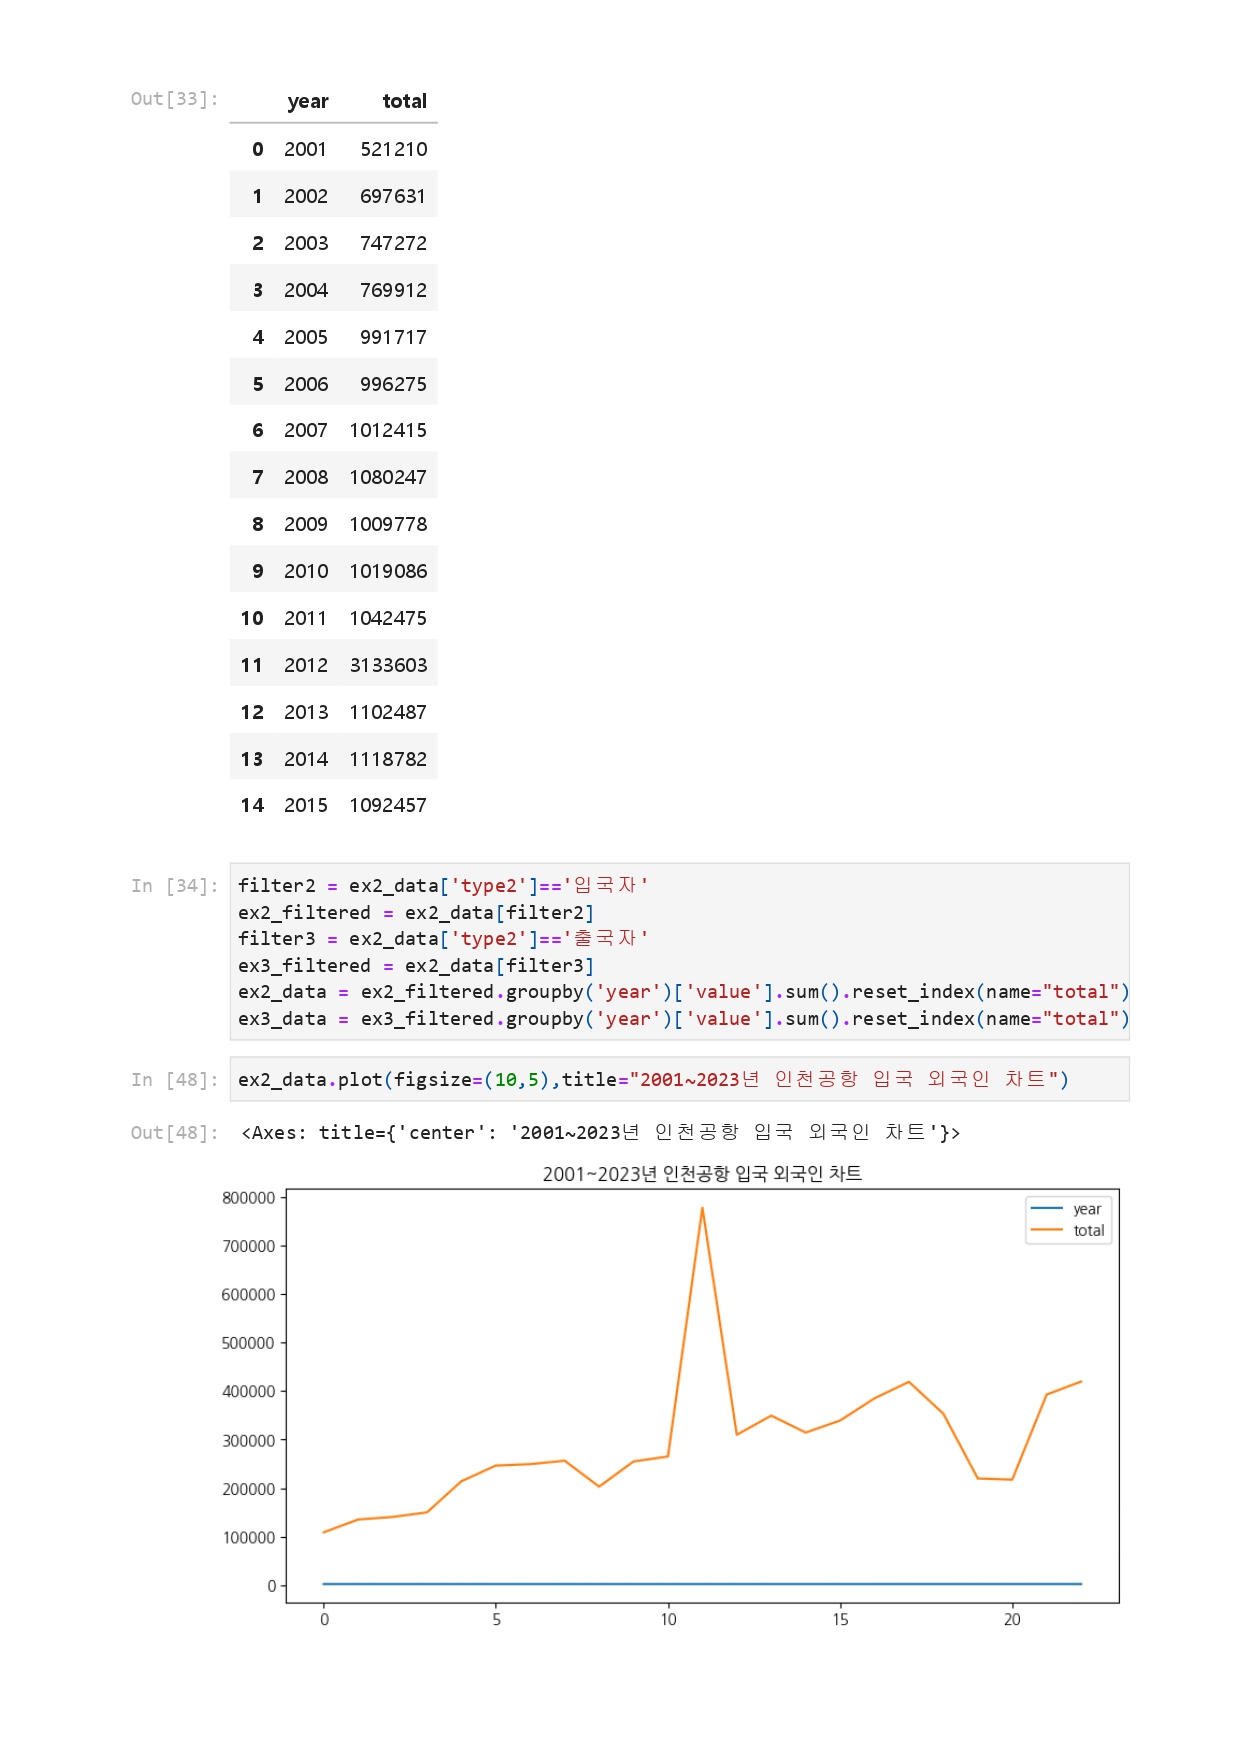 Out[33]: year total
0 2001 521210
1 2002 697631
2 2003 747272
3 2004 769912
4 2005 991717
5 2006 996275
6 2007 1012415
7 2008 1080247
8 2009 1009778
9 2010 1019086
10 2011 1042475
11 2012 3133603
12 2013 1102487
13 2014 1118782
14 2015 1092457
In [34]: filter2 = ex2_data['type2']=='입국자'
ex2_filtered = ex2_data[filter2]
filter3 = ex2_data['type2']=='출국자'
ex3_filtered = ex2_data[filter3]
ex2_data = ex2_filtered.groupby('year')['value'].sum().reset_index(name="total")
ex3_data = ex3_filtered.groupby('year')['value'].sum().reset_index(name="total")
In [48]: ex2_data.plot(figsize=(10,5),title="2001~2023년 인천공항 입국 외국인 차트")
Out[48]: <Axes: title={'center': '2001~2023년 인천공항 입국 외국인 차트'}>
2001~2023년 인천공항 입국 외국인 차트
800000
700000
600000
500000
400000
300000
200000
100000
0
year
total
0 5 10 15 20